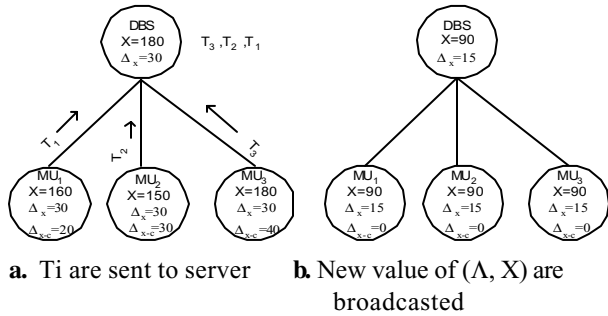 DBS
X=180
Δx=30
T3 ,T2 ,T1
T1
T2
T3
MU1
X=160
Δx=30
Δx-c=20
MU2
X=150
Δx=30
Δx-c=30
MU3
X=180
Δx=30
Δx-c=40
a. Ti are sent to server
DBS
X=90
Δx=15
MU1
X=90
Δx=15
Δx-c=0
MU2
X=90
Δx=15
Δx-c=0
MU3
X=90
Δx=15
Δx-c=0
b. New value of (Λ, X) are
broadcasted